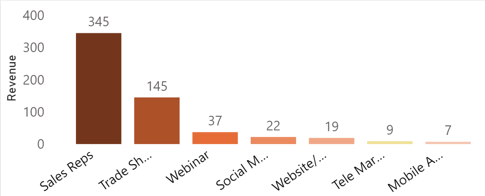 Revenue
400
300
200
100
0
345
145
37
22
19
9
7
Sales Reps
Trade Sh...
Webinar
Social M...
Website/...
Tele Mar...
Mobile A...